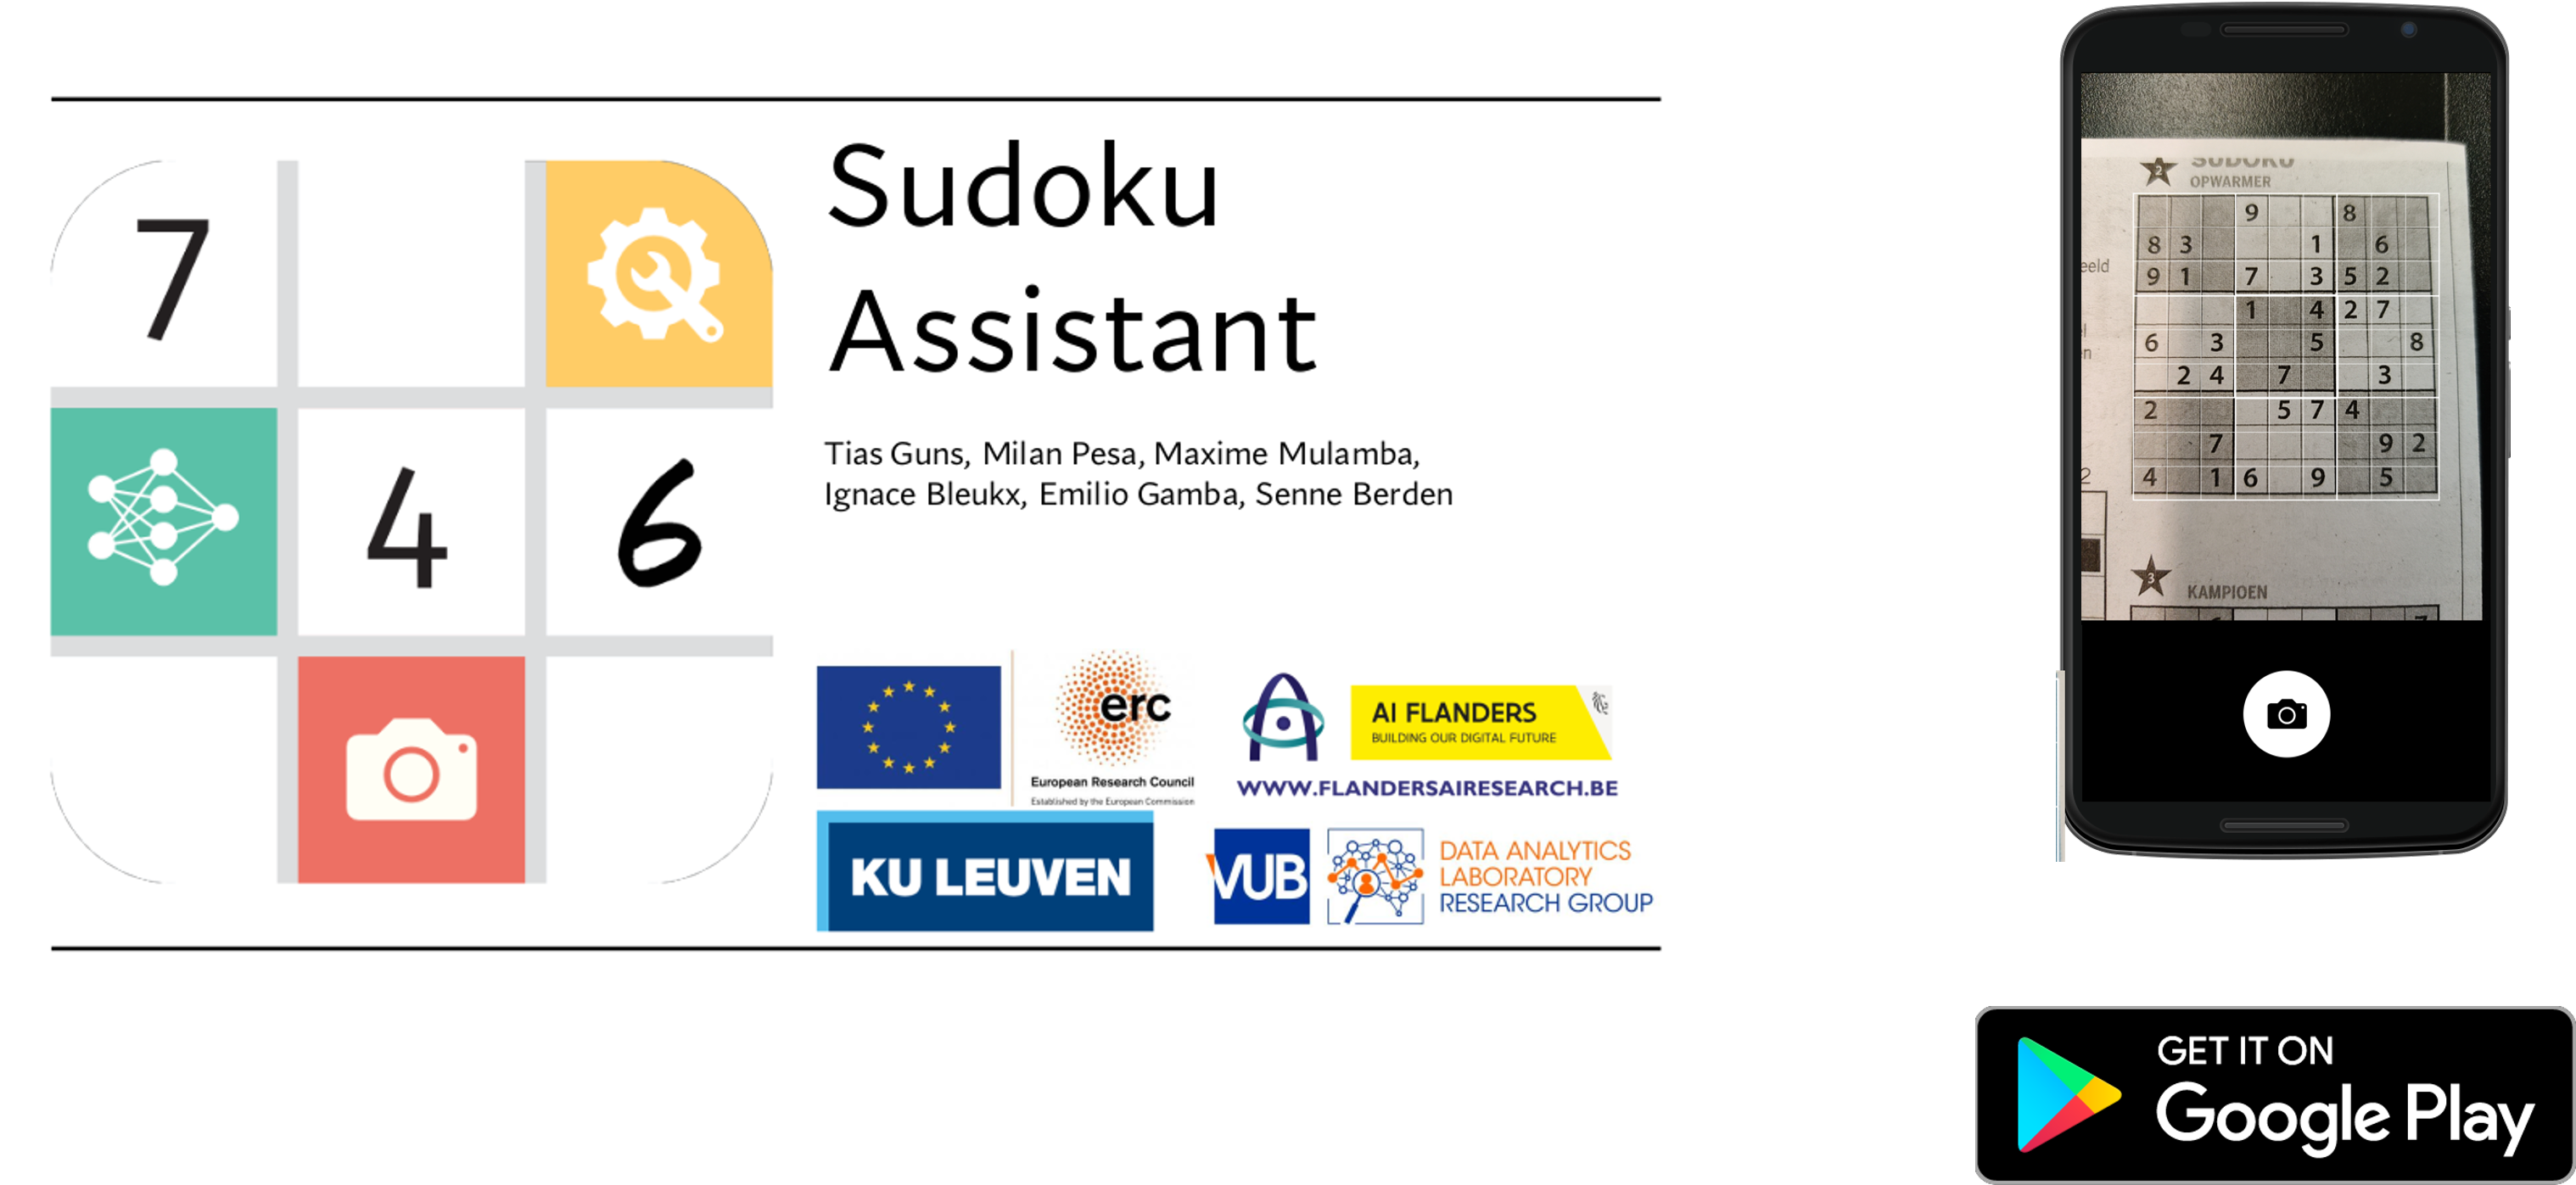 7
4 6
Sudoku
Assistant
Tias Guns, Milan Pesa, Maxime Mulamba,
Ignace Bleukx, Emilio Gamba, Senne Berden
erc
European Research Council
Established by the European Commission
AI FLANDERS
BUILDING OUR DIGITAL FUTURE
WWW.FLANDERSAIRESEARCH.BE
KU LEUVEN
VUB
DATA ANALYTICS
LABORATORY
RESEARCH GROUP
2 SUDOKU
OPWARMER
9 8
8 3 1 6
eeld
9 1 7 3 5 2
1 4 2 7
6 3 5 8
2 4 7 3
2 5 7 4
7 9 2
4 1 6 9 5
3
KAMPIOEN
GET IT ON
Google Play